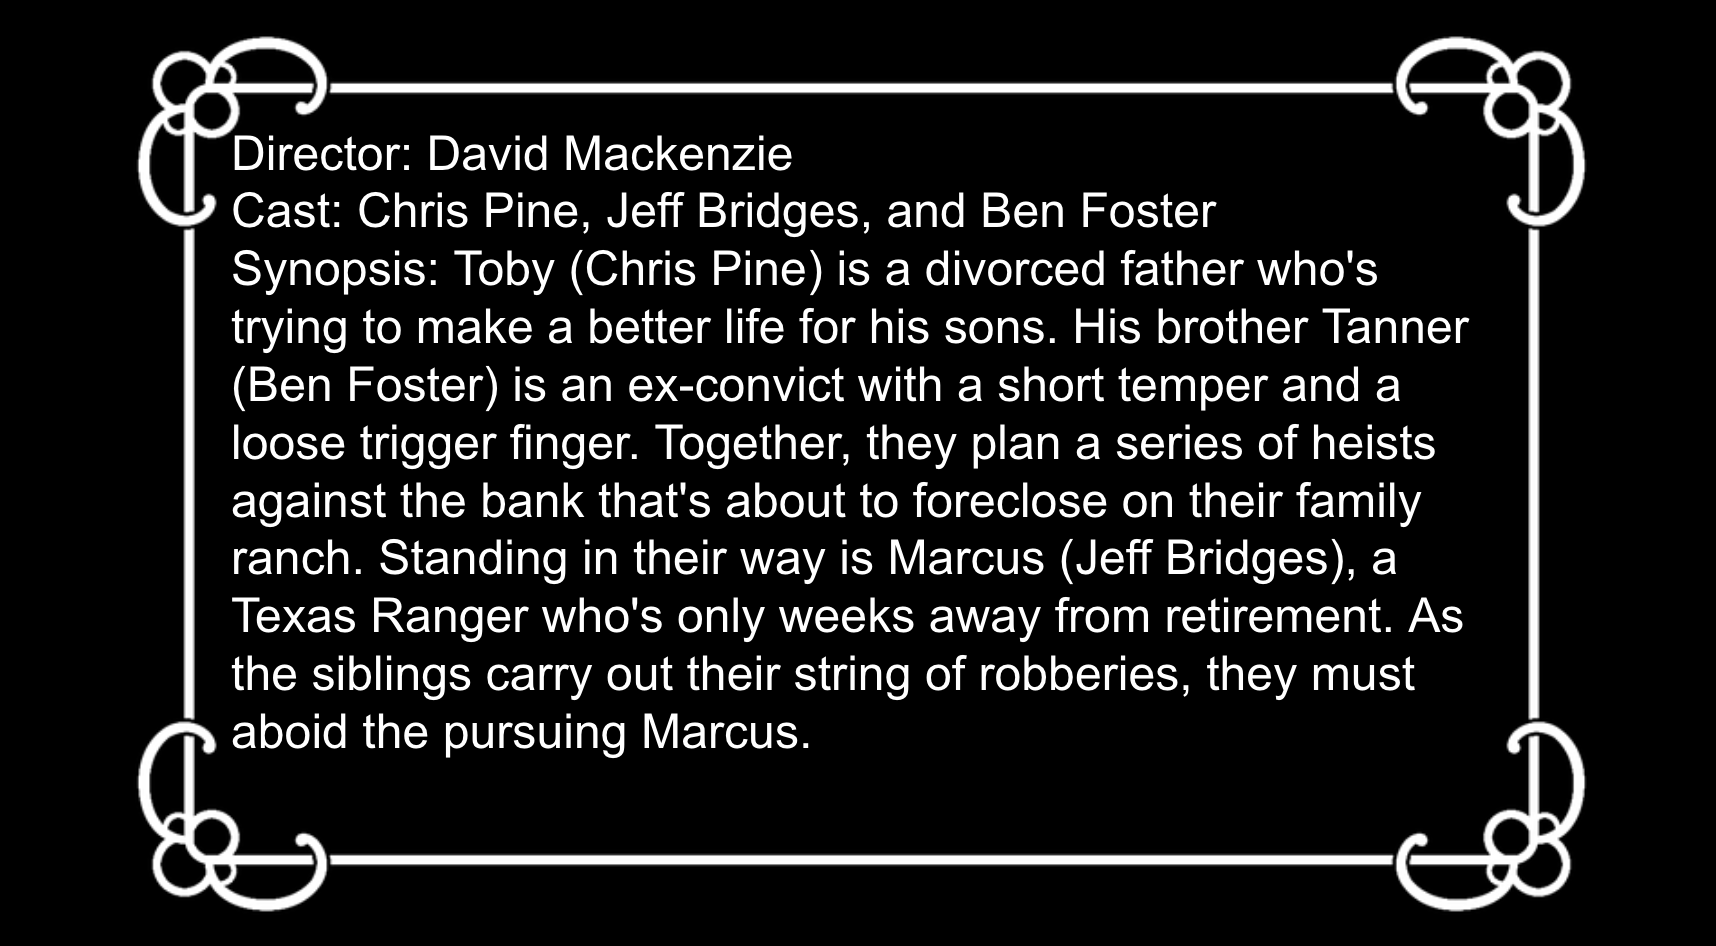 Director: David Mackenzie
Cast: Chris Pine, Jeff Bridges, and Ben Foster
Synopsis: Toby (Chris Pine) is a divorced father who's
trying to make a better life for his sons. His brother Tanner
(Ben Foster) is an ex-convict with a short temper and a
loose trigger finger. Together, they plan a series of heists
against the bank that's about to foreclose on their family
ranch. Standing in their way is Marcus (Jeff Bridges), a
Texas Ranger who's only weeks away from retirement. As
the siblings carry out their string of robberies, they must
aboid the pursuing Marcus.